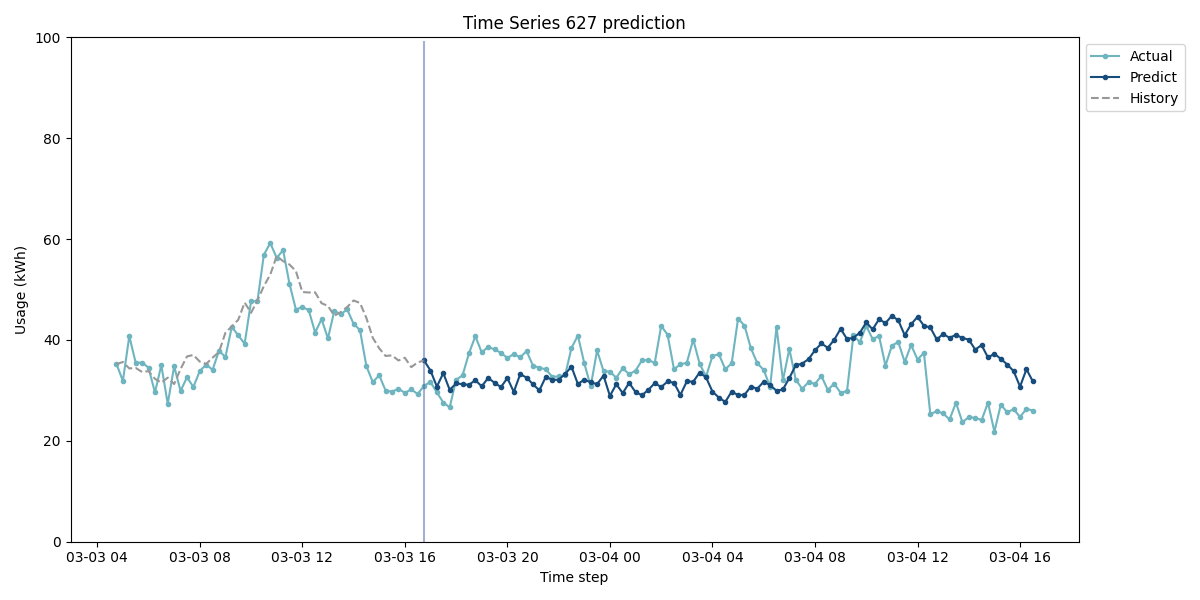 Time Series 627 prediction
Usage (kWh)
100
80
60
40
20
0
03-03 04
03-03 08
03-03 12
03-03 16
03-03 20
03-04 00
03-04 04
03-04 08
03-04 12
03-04 16
Time step
Actual
Predict
History